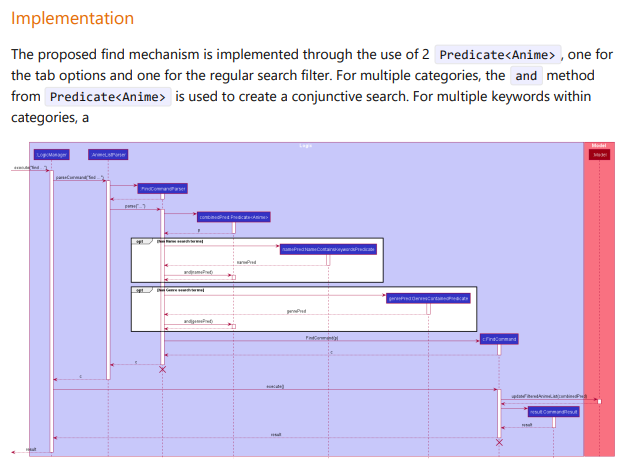 Implementation
The proposed find mechanism is implemented through the use of 2 Predicate<Anime> , one for
the tab options and one for the regular search filter. For multiple categories, the and method
from Predicate<Anime> is used to create a conjunctive search. For multiple keywords within
categories, a
Logic
Model
:LogicManager
:AnimeListParser
:Model
execute("find ...")
parseCommand("find ...")
:FindCommandParser
parse("...")
combinedPred:Predicate<Anime>
p
opt
[has Name search terms]
namePred:NameContainsKeywordsPredicate
namePred
and(namePred)
opt
[has Genre search terms]
genrePred:GenresContainedPredicate
genrePred
and(genrePred)
FindCommand(p)
c:FindCommand
c
c
c
execute()
updateFilteredAnimeList(combinedPred)
result:CommandResult
result
result
result